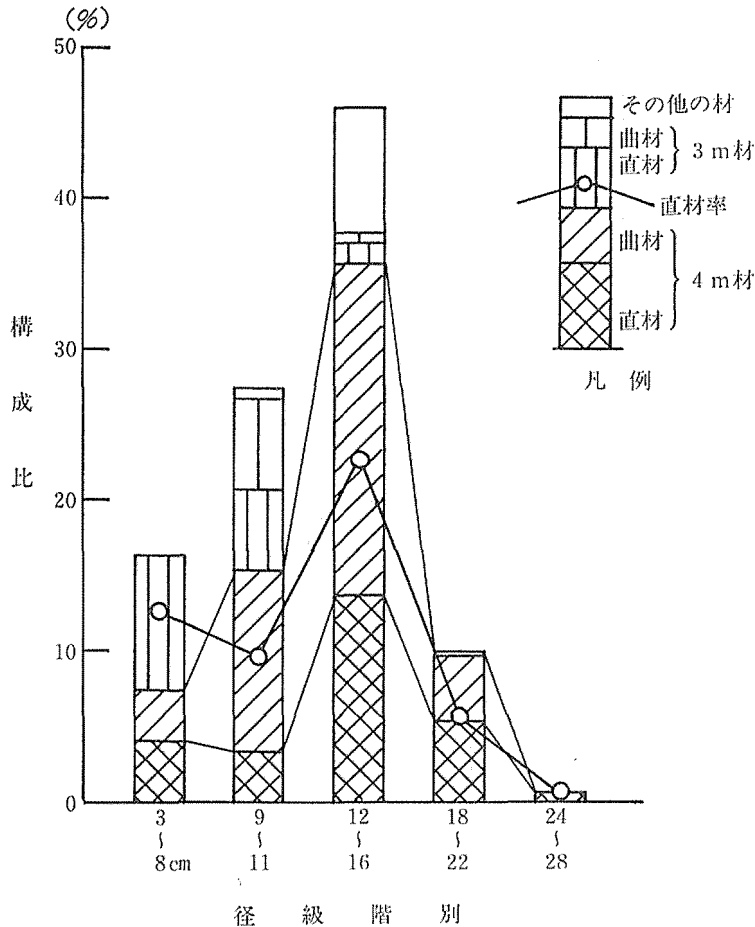 (%)
50
40
30
20
10
0
構成比
3〜8cm
9〜11
12〜16
18〜22
24〜28
径級階別
その他の材
曲材
直材
3m材
直材率
曲材
直材
4m材
凡例